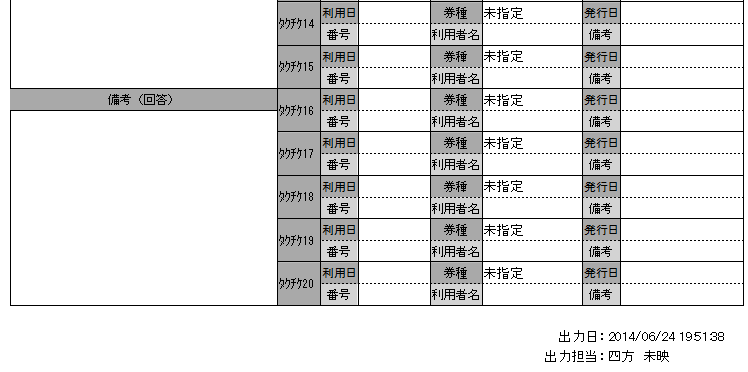 タクチケ14 利用日 券種 未指定 発行日
番号 利用者名 備考
タクチケ15 利用日 券種 未指定 発行日
番号 利用者名 備考
備考（回答） タクチケ16 利用日 券種 未指定 発行日
番号 利用者名 備考
タクチケ17 利用日 券種 未指定 発行日
番号 利用者名 備考
タクチケ18 利用日 券種 未指定 発行日
番号 利用者名 備考
タクチケ19 利用日 券種 未指定 発行日
番号 利用者名 備考
タクチケ20 利用日 券種 未指定 発行日
番号 利用者名 備考
出力日：2014/06/24 19:51:38
出力担当：四方　未映